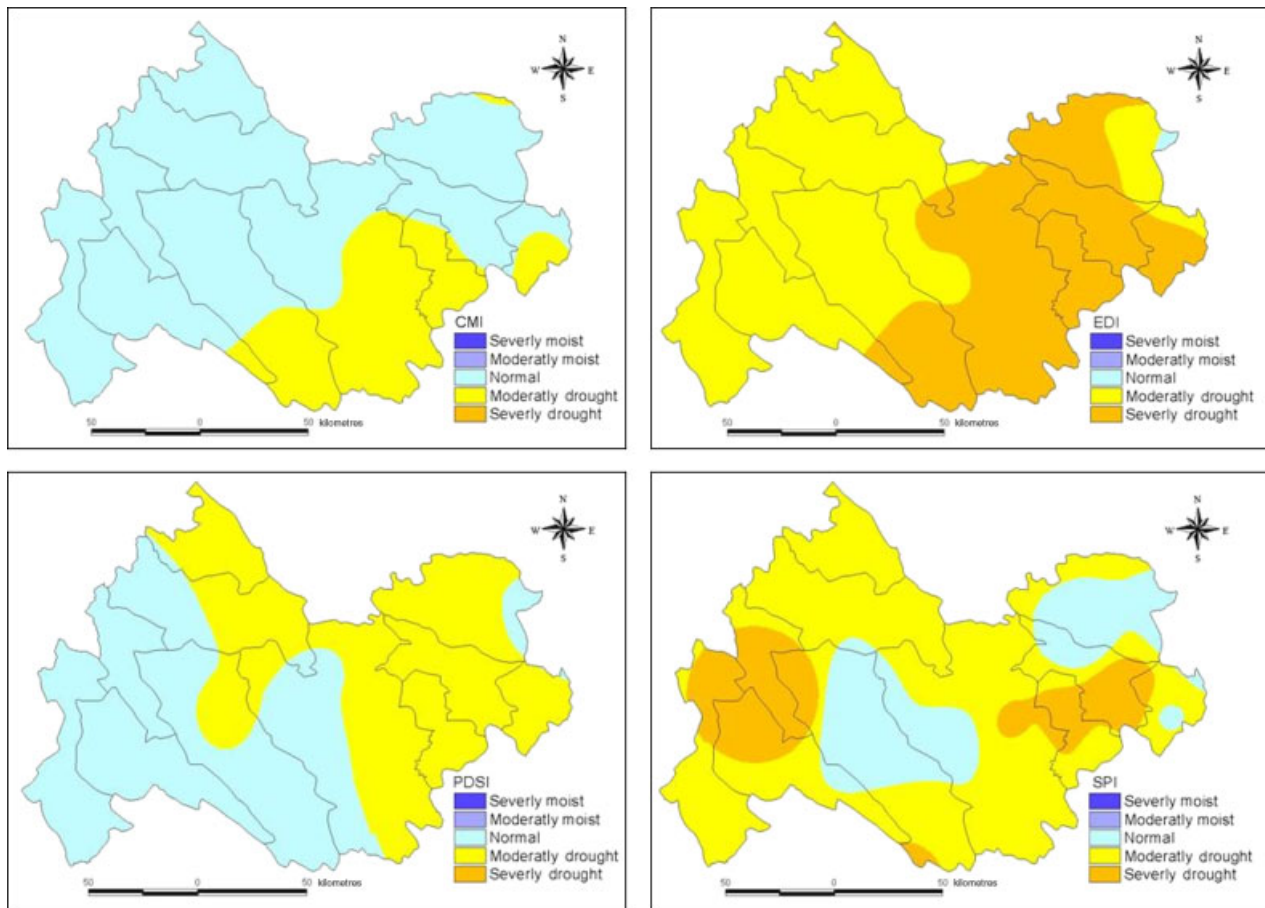 N
W E
S
CMI
Severly moist
Moderatly moist
Normal
Moderatly drought
Severly drought
50 0 50 kilometres
N
W E
S
EDI
Severly moist
Moderatly moist
Normal
Moderatly drought
Severly drought
50 0 50 kilometres
N
W E
S
PDSI
Severly moist
Moderatly moist
Normal
Moderatly drought
Severly drought
50 0 50 kilometres
N
W E
S
SPI
Severly moist
Moderatly moist
Normal
Moderatly drought
Severly drought
50 0 50 kilometres